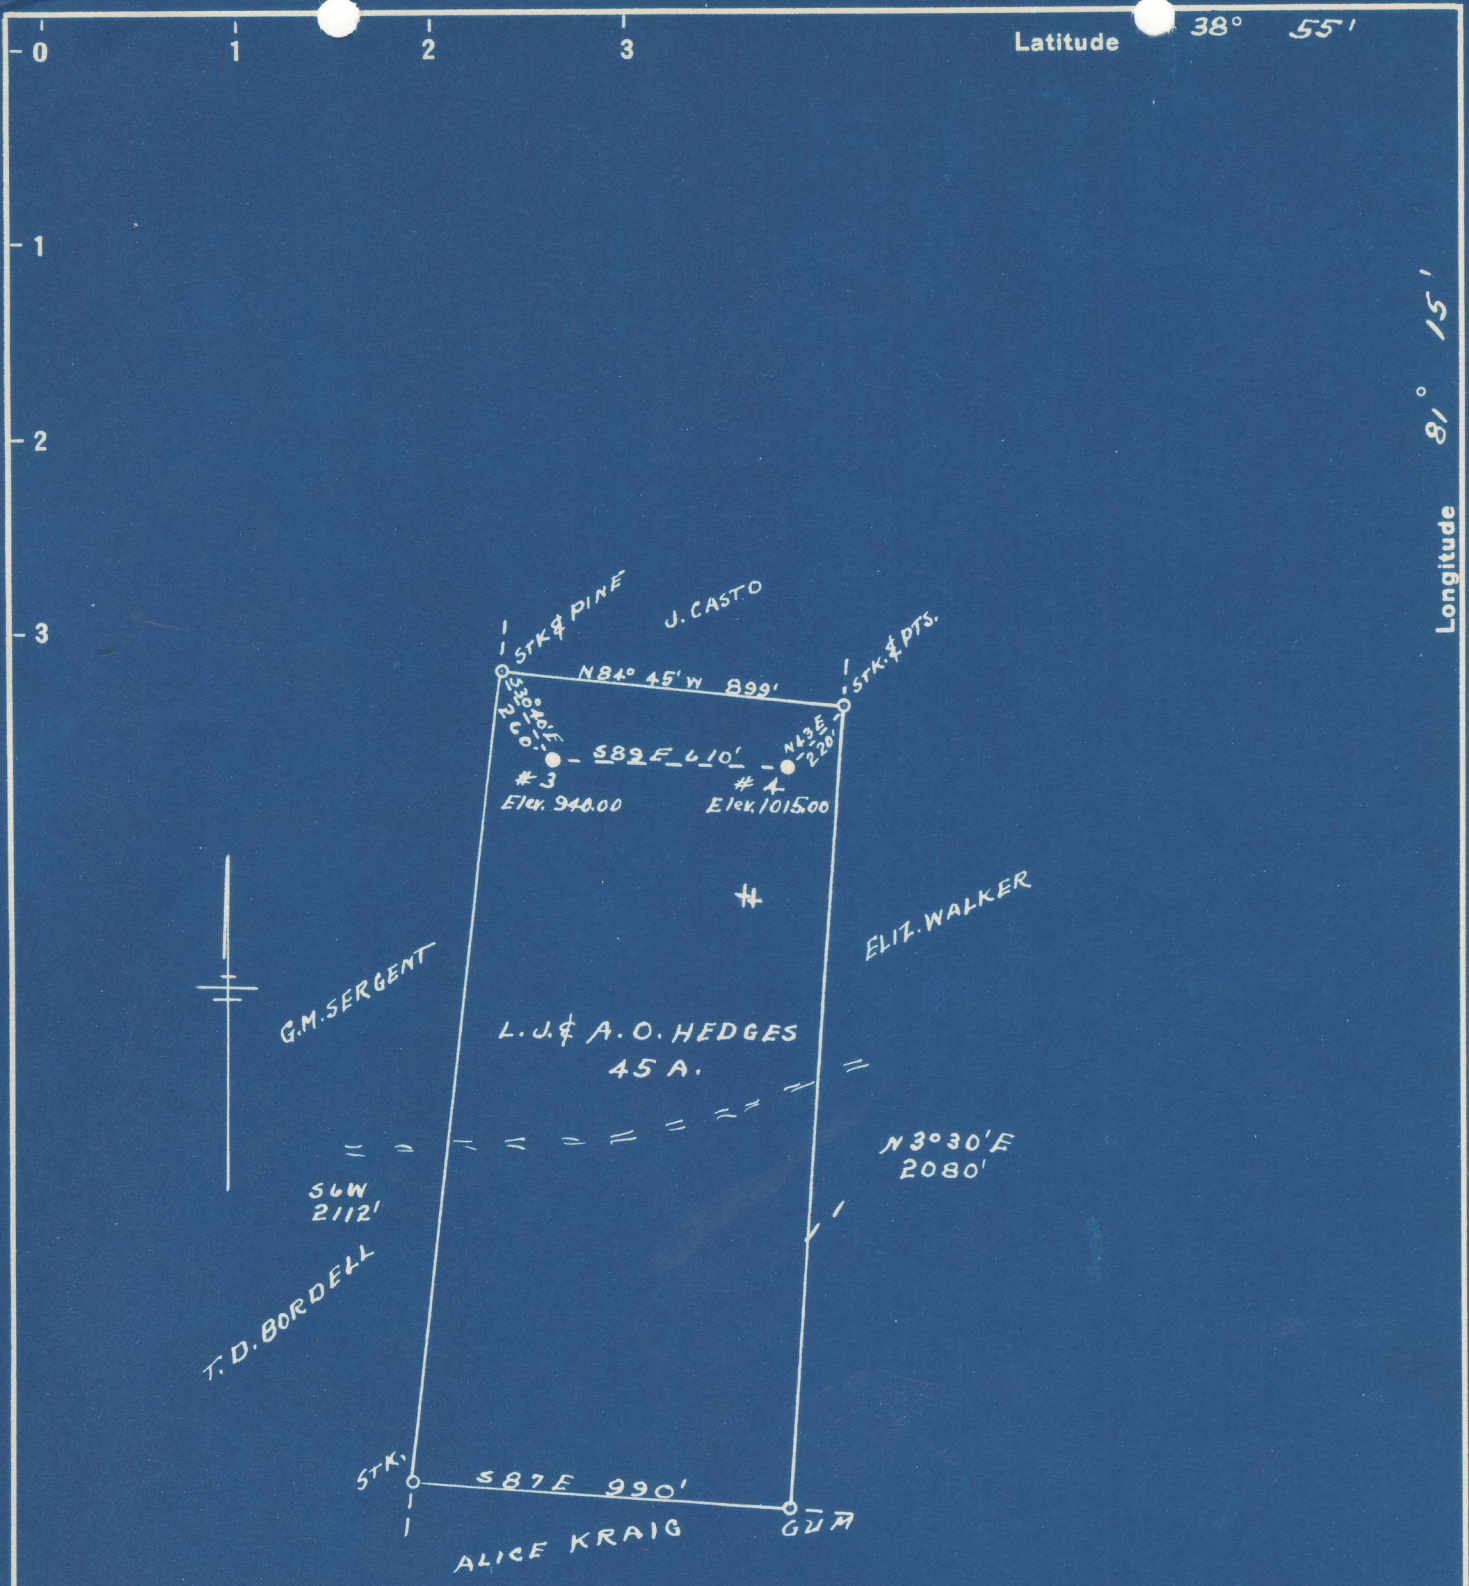 0 1 2 3 Latitude 38° 55'
1
2
3
Longitude 81° 15'
STK & PINE
J. CASTO
STK. & PTS.
N84° 45' W 899'
S30° 40' E
260'
N43E
220'
S89E 610'
#3
Elev. 940.00
#4
Elev. 1015.00
G.M. SERGENT
ELIZ. WALKER
L. J. & A. O. HEDGES
45 A.
N 3° 30' E
2080'
S6W
2112'
T. D. BORDELL
STK.
S87E 990'
GUM
ALICE KRAIG